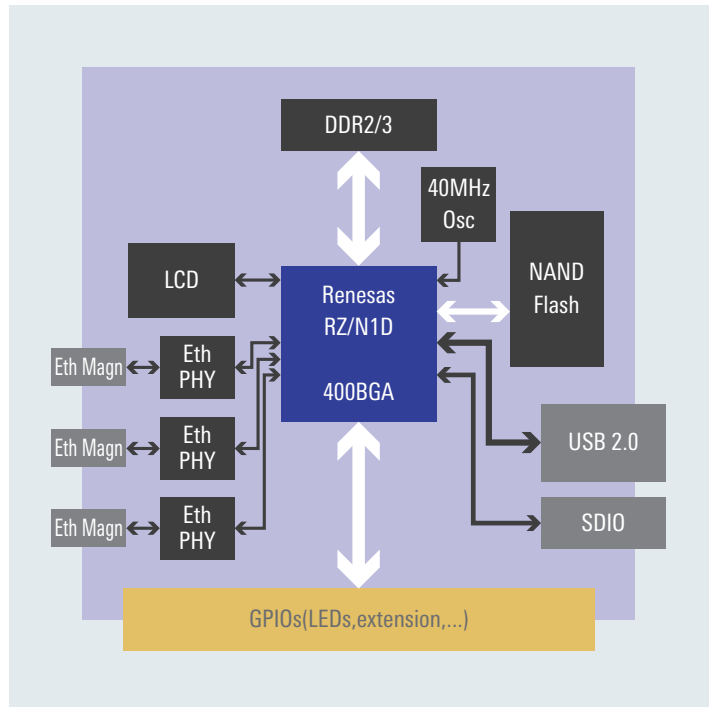 DDR2/3
40MHz
Osc
NAND
Flash
LCD
Renesas
RZ/N1D
400BGA
Eth Magn
Eth
PHY
Eth Magn
Eth
PHY
Eth Magn
Eth
PHY
USB 2.0
SDIO
GPIOs(LEDs,extension,...)